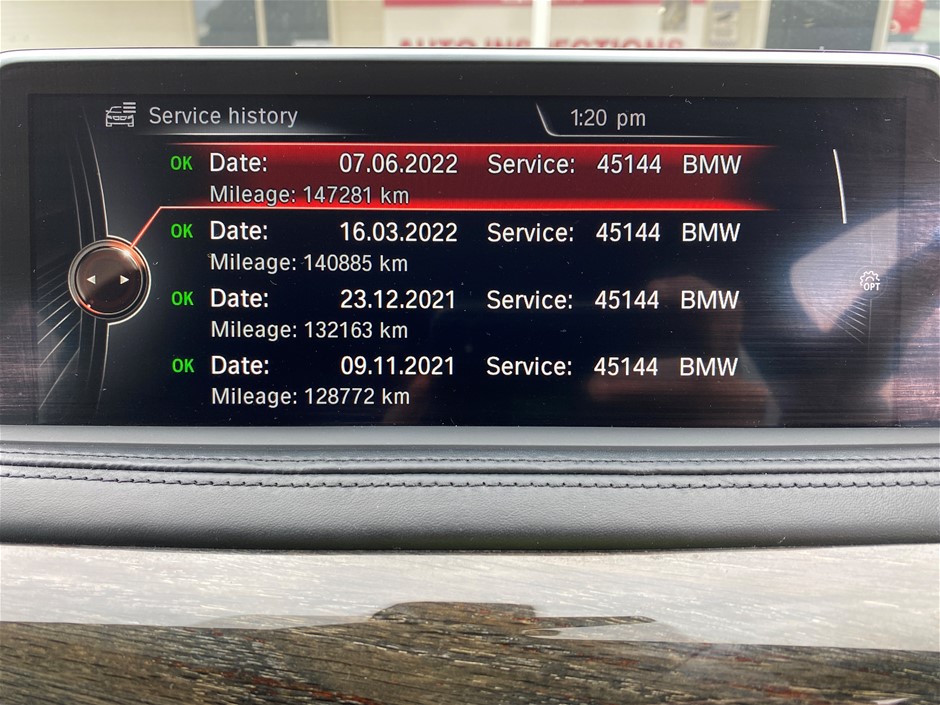 AUTO INSPECTIONS
Service history 1:20 pm
OK Date: 07.06.2022 Service: 45144 BMW
Mileage: 147281 km
OK Date: 16.03.2022 Service: 45144 BMW
Mileage: 140885 km
OK Date: 23.12.2021 Service: 45144 BMW
Mileage: 132163 km
OPT
OK Date: 09.11.2021 Service: 45144 BMW
Mileage: 128772 km